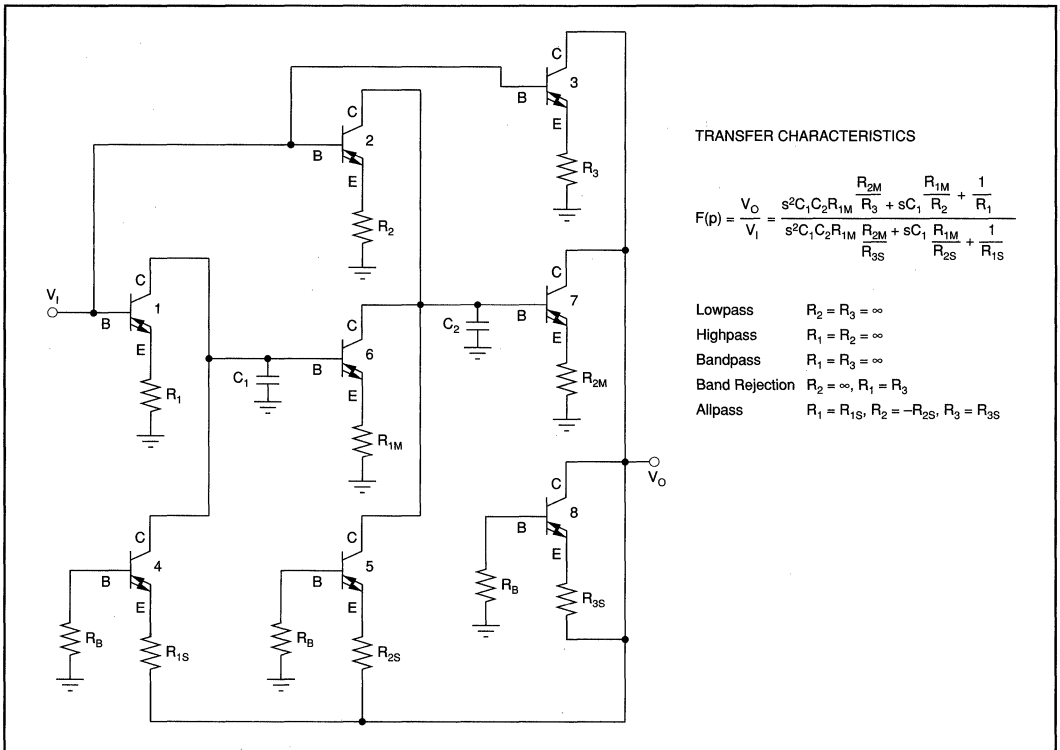 C
3
B
E
R3
C
2
B
E
R2
TRANSFER CHARACTERISTICS
F(p) = VO/VI = (s²C1C2R1M R2M/R3 + sC1 R1M/R2 + 1/R1) / (s²C1C2R1M R2M/R3S + sC1 R1M/R2S + 1/R1S)
VI
C
1
B
E
R1
C1
C
6
B
E
R1M
C2
C
7
B
E
R2M
Lowpass R2 = R3 = ∞
Highpass R1 = R2 = ∞
Bandpass R1 = R3 = ∞
Band Rejection R2 = ∞, R1 = R3
Allpass R1 = R1S, R2 = –R2S, R3 = R3S
VO
C
8
B
E
RB
R3S
C
4
B
E
RB
R1S
C
5
B
E
RB
R2S